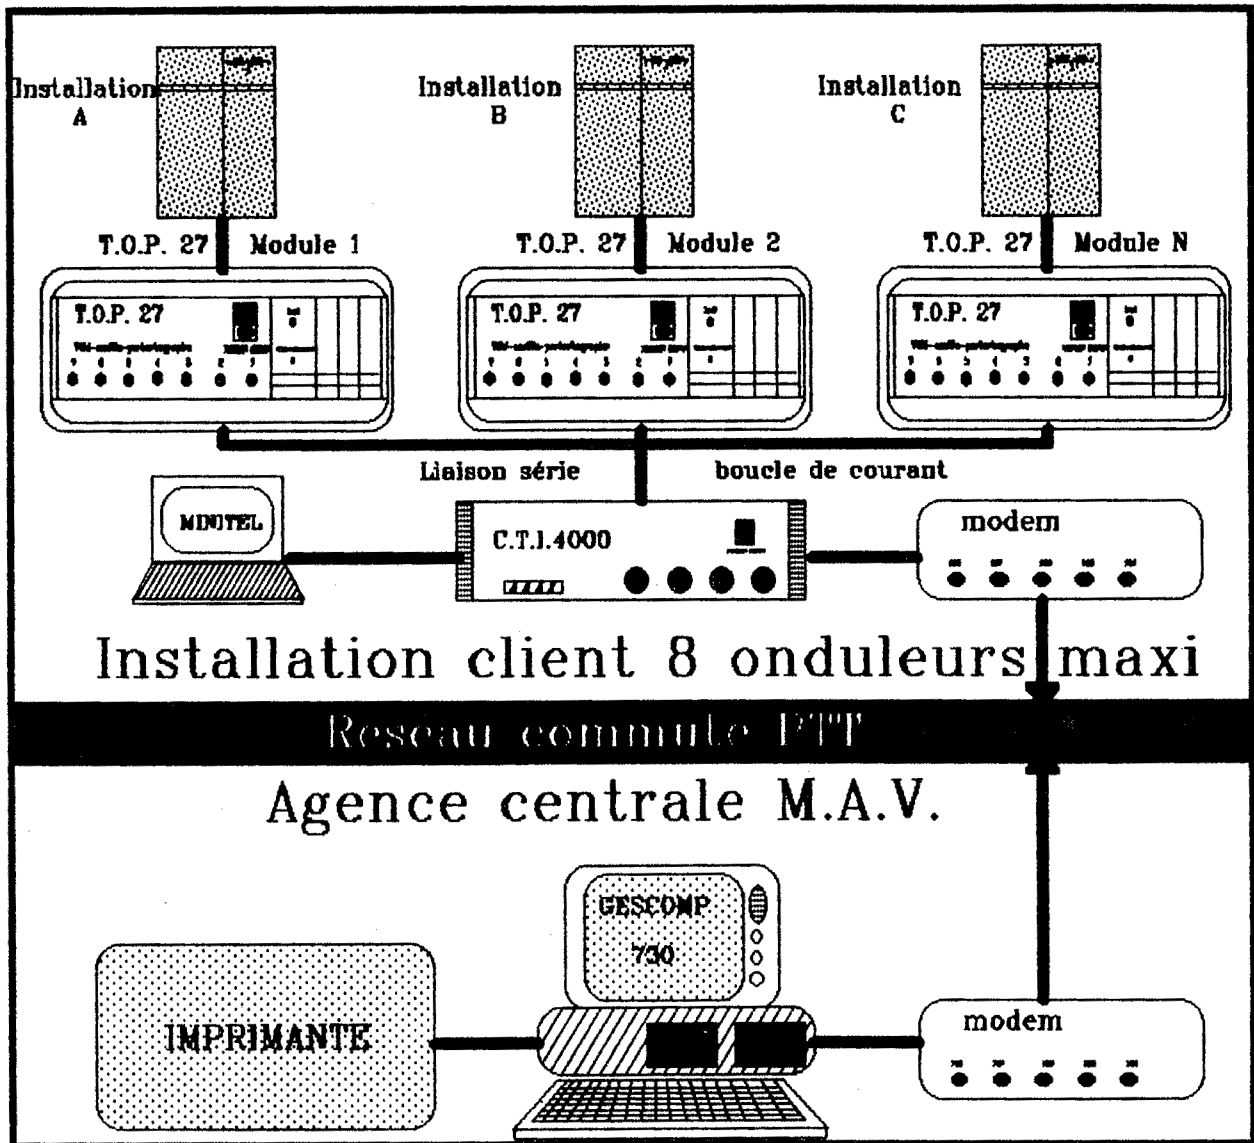 Installation
A
Installation
B
Installation
C
T.O.P. 27 Module 1
T.O.P. 27 Module 2
T.O.P. 27 Module N
T.O.P. 27
T.O.P. 27
T.O.P. 27
Liaison série boucle de courant
MINITEL
C.T.I.4000
modem
Installation client 8 onduleurs maxi
Reseau commute PTT *
Agence centrale M.A.V.
GESCOMP
730
IMPRIMANTE
modem